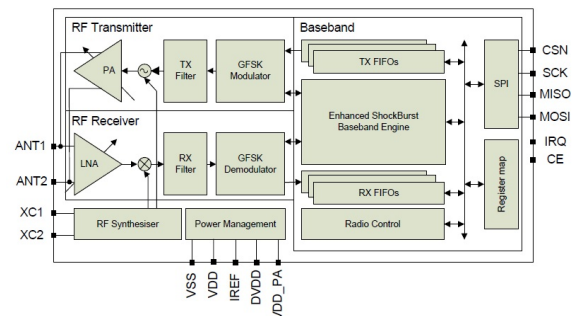 RF Transmitter
Baseband
PA
TX
Filter
GFSK
Modulator
TX FIFOs
SPI
CSN
SCK
MISO
MOSI
IRQ
CE
Enhanced ShockBurst
Baseband Engine
RF Receiver
ANT1
ANT2
LNA
RX
Filter
GFSK
Demodulator
RX FIFOs
Register map
XC1
XC2
RF Synthesiser
Power Management
Radio Control
VSS
VDD
IREF
DVDD
VDD_PA